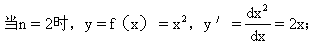 当n=2时，y=f（x）=x²，y′=dx²/dx=2x；